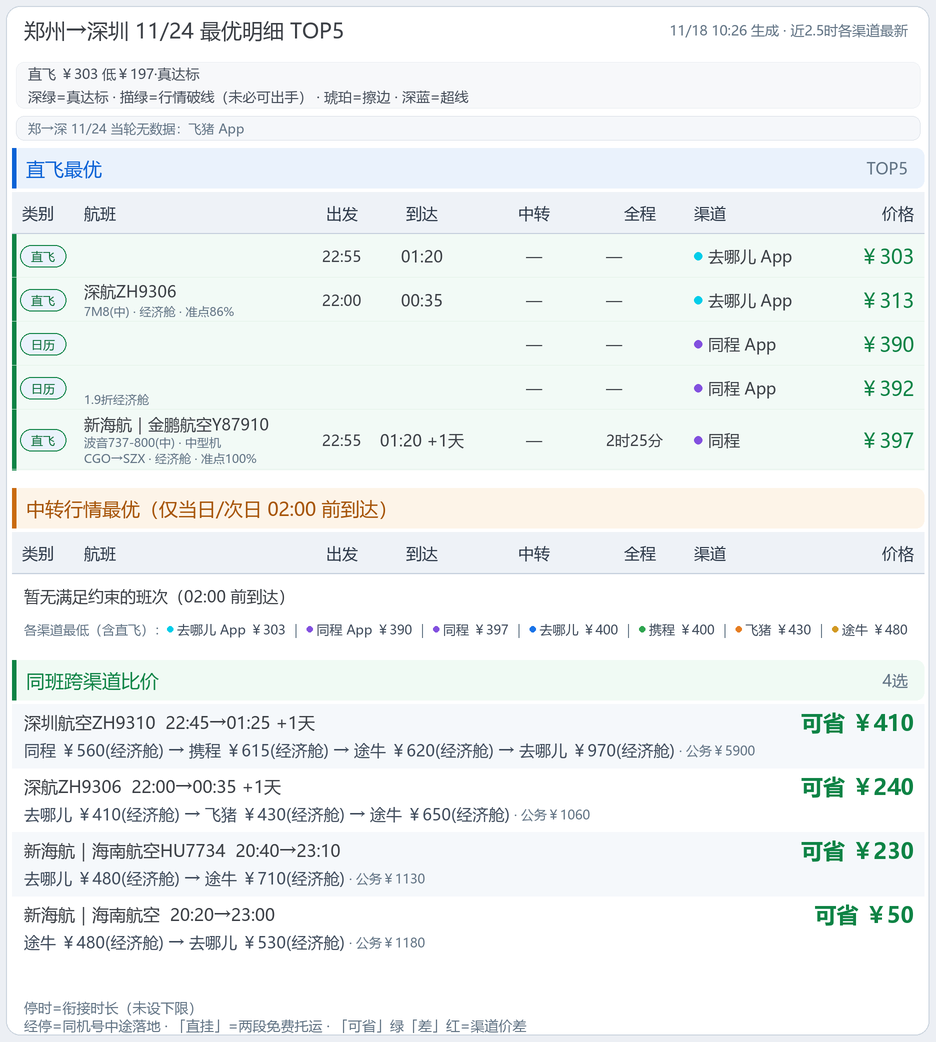 郑州→深圳 11/24 最优明细 TOP5
11/18 10:26 生成 · 近2.5时各渠道最新
直飞 ￥303 低￥197·真达标
深绿=真达标 · 描绿=行情破线（未必可出手） · 琥珀=擦边 · 深蓝=超线
郑→深 11/24 当轮无数据：飞猪 App
直飞最优 TOP5
类别 航班 出发 到达 中转 全程 渠道 价格
直飞 22:55 01:20 — — 去哪儿 App ￥303
直飞 深航ZH9306 22:00 00:35 — — 去哪儿 App ￥313
7M8(中) · 经济舱 · 准点86%
日历 — — 同程 App ￥390
日历 — — 同程 App ￥392
1.9折经济舱
新海航｜金鹏航空Y87910
直飞 波音737-800(中) · 中型机 22:55 01:20 +1天 — 2时25分 同程 ￥397
CGO→SZX · 经济舱 · 准点100%
中转行情最优（仅当日/次日 02:00 前到达）
类别 航班 出发 到达 中转 全程 渠道 价格
暂无满足约束的班次（02:00 前到达）
各渠道最低（含直飞）: 去哪儿 App ￥303 | 同程 App ￥390 | 同程 ￥397 | 去哪儿 ￥400 | 携程 ￥400 | 飞猪 ￥430 | 途牛 ￥480
同班跨渠道比价 4选
深圳航空ZH9310 22:45→01:25 +1天 可省 ￥410
同程 ￥560(经济舱) → 携程 ￥615(经济舱) → 途牛 ￥620(经济舱) → 去哪儿 ￥970(经济舱) · 公务￥5900
深航ZH9306 22:00→00:35 +1天 可省 ￥240
去哪儿 ￥410(经济舱) → 飞猪 ￥430(经济舱) → 途牛 ￥650(经济舱) · 公务￥1060
新海航｜海南航空HU7734 20:40→23:10 可省 ￥230
去哪儿 ￥480(经济舱) → 途牛 ￥710(经济舱) · 公务￥1130
新海航｜海南航空 20:20→23:00 可省 ￥50
途牛 ￥480(经济舱) → 去哪儿 ￥530(经济舱) · 公务￥1180
停时=衔接时长（未设下限）
经停=同机号中途落地 · 「直挂」=两段免费托运 · 「可省」绿「差」红=渠道价差